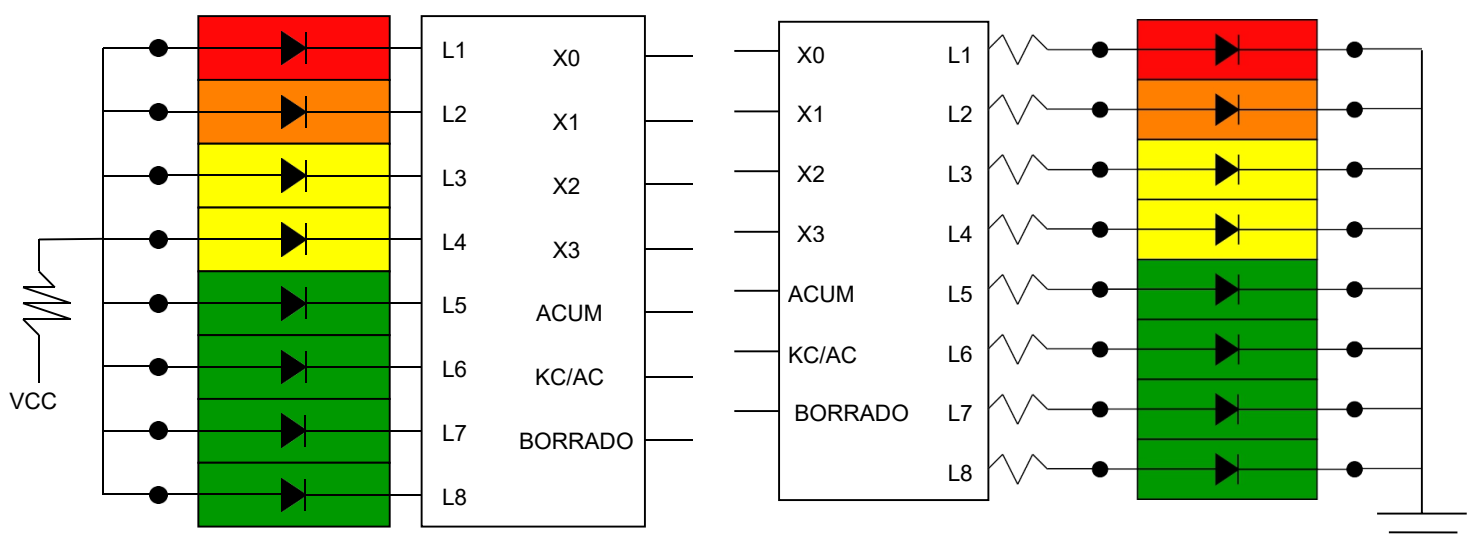 L1
X0
L2
X1
L3
X2
L4
X3
L5
ACUM
L6
KC/AC
L7
BORRADO
L8
VCC
X0
L1
X1
L2
X2
L3
X3
L4
ACUM
L5
KC/AC
L6
BORRADO
L7
L8